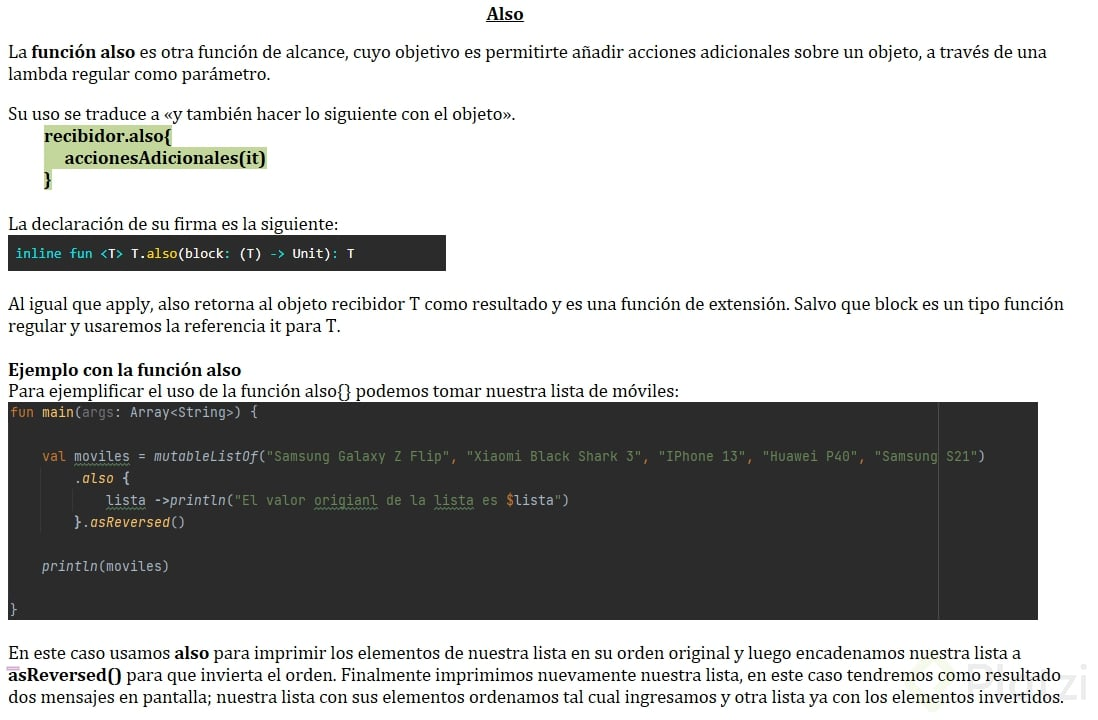 Also
La función also es otra función de alcance, cuyo objetivo es permitirte añadir acciones adicionales sobre un objeto, a través de una
lambda regular como parámetro.
Su uso se traduce a «y también hacer lo siguiente con el objeto».
recibidor.also{
accionesAdicionales(it)
}
La declaración de su firma es la siguiente:
inline fun <T> T.also(block: (T) -> Unit): T
Al igual que apply, also retorna al objeto recibidor T como resultado y es una función de extensión. Salvo que block es un tipo función
regular y usaremos la referencia it para T.
Ejemplo con la función also
Para ejemplificar el uso de la función also{} podemos tomar nuestra lista de móviles:
fun main(args: Array<String>) {
val moviles = mutableListOf("Samsung Galaxy Z Flip", "Xiaomi Black Shark 3", "IPhone 13", "Huawei P40", "Samsung S21")
.also {
lista ->println("El valor origianl de la lista es $lista")
}.asReversed()
println(moviles)
}
En este caso usamos also para imprimir los elementos de nuestra lista en su orden original y luego encadenamos nuestra lista a
asReversed() para que invierta el orden. Finalmente imprimimos nuevamente nuestra lista, en este caso tendremos como resultado
dos mensajes en pantalla; nuestra lista con sus elementos ordenamos tal cual ingresamos y otra lista ya con los elementos invertidos.
Platzi